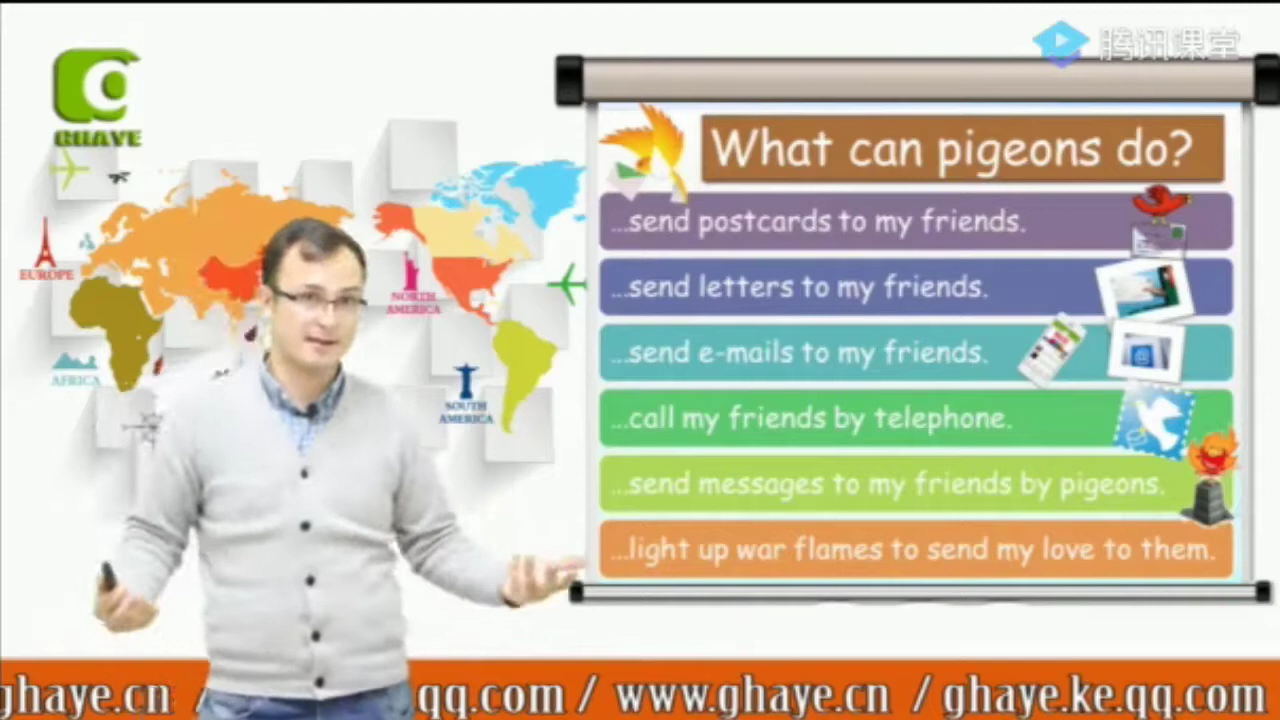 腾讯课堂
GHAYE
What can pigeons do?
...send postcards to my friends.
...send letters to my friends.
...send e-mails to my friends.
...call my friends by telephone.
...send messages to my friends by pigeons.
...light up war flames to send my love to them.
EUROPE
NORTH
AMERICA
AFRICA
SOUTH
AMERICA
ghaye.cn / qq.com / www.ghaye.cn / ghaye.ke.qq.com